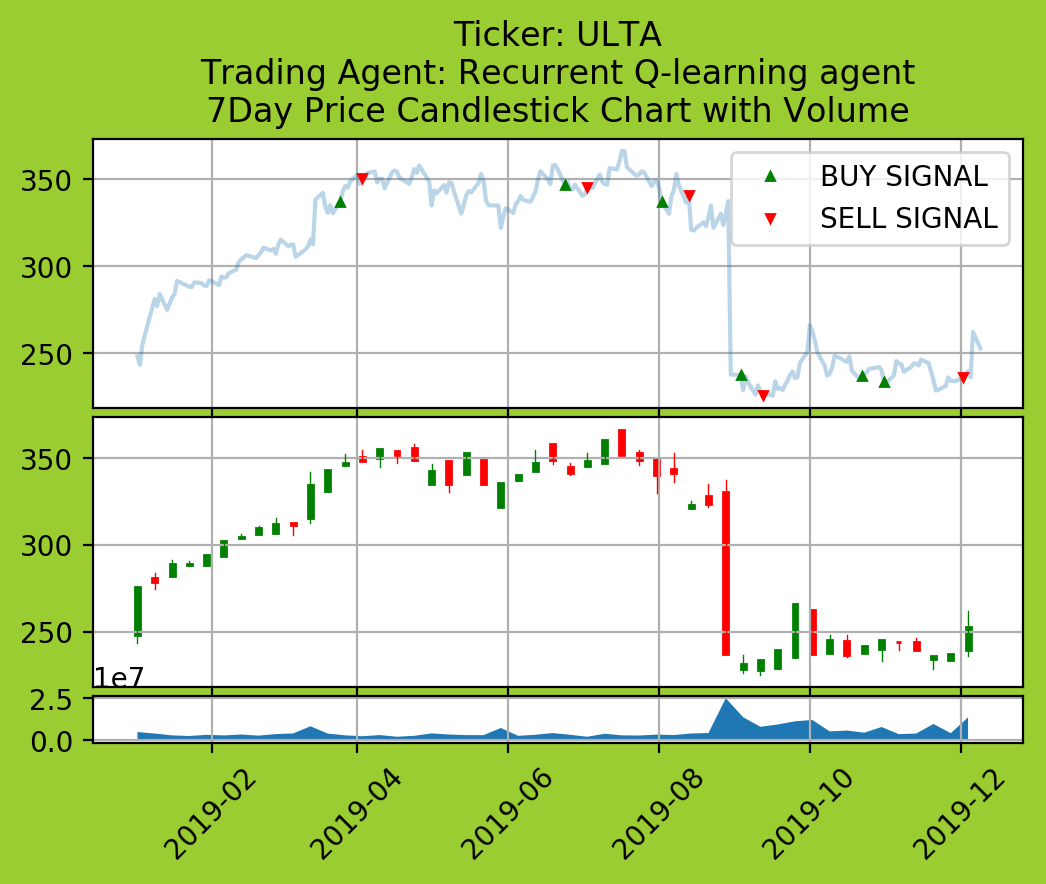 Ticker: ULTA
Trading Agent: Recurrent Q-learning agent
7Day Price Candlestick Chart with Volume
350
300
250
BUY SIGNAL
SELL SIGNAL
350
300
250
1e7
2.5
0.0
2019-02
2019-04
2019-06
2019-08
2019-10
2019-12